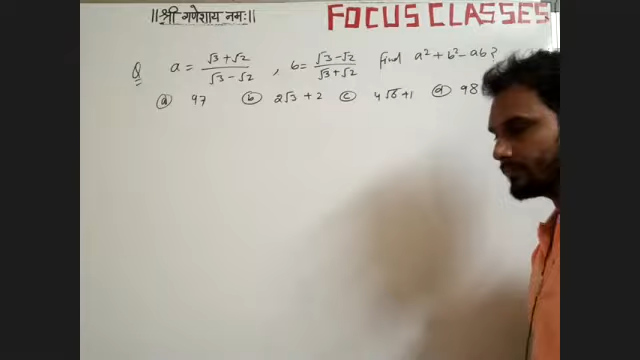 ||श्री गणेशाय नमः||
FOCUS CLASSES
Q a = √3+√2 / √3-√2 , b = √3-√2 / √3+√2 Find a² + b² - ab?
(a) 97 (b) 2√3 + 2 (c) 4√6 + 1 (d) 98